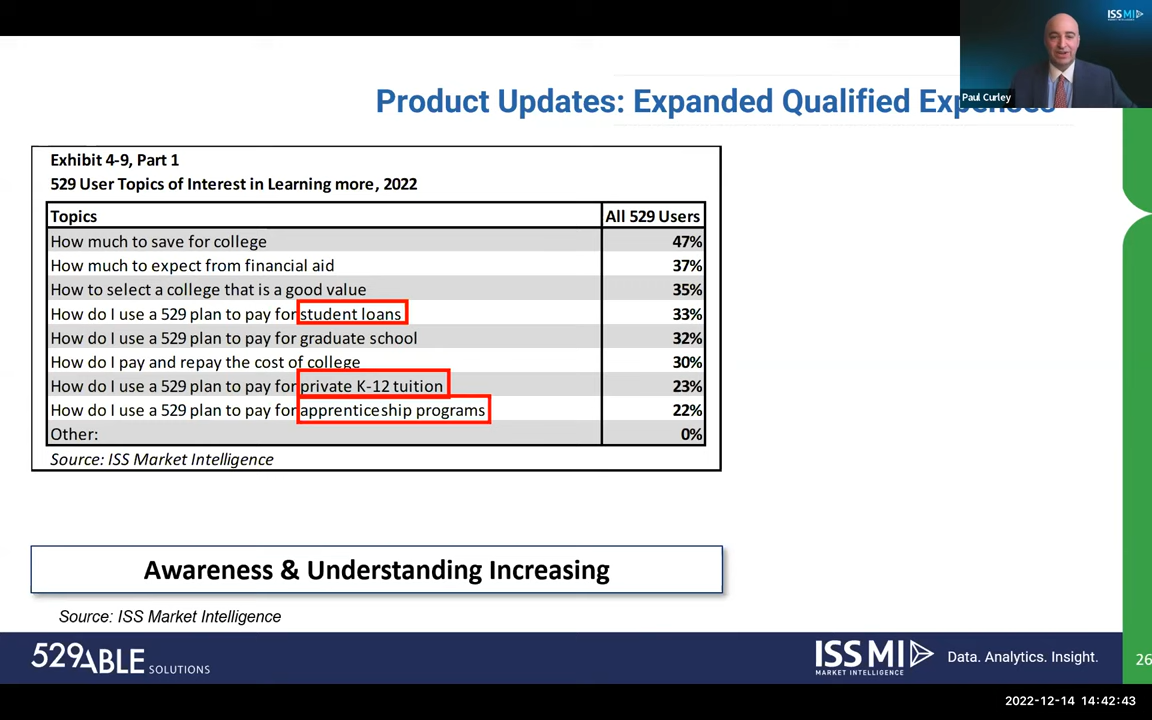 ISS MI
MARKET INTELLIGENCE
Paul Curley
Product Updates: Expanded Qualified Expenses
Exhibit 4-9, Part 1
529 User Topics of Interest in Learning more, 2022
Topics All 529 Users
How much to save for college 47%
How much to expect from financial aid 37%
How to select a college that is a good value 35%
How do I use a 529 plan to pay for student loans 33%
How do I use a 529 plan to pay for graduate school 32%
How do I pay and repay the cost of college 30%
How do I use a 529 plan to pay for private K-12 tuition 23%
How do I use a 529 plan to pay for apprenticeship programs 22%
Other: 0%
Source: ISS Market Intelligence
Awareness & Understanding Increasing
Source: ISS Market Intelligence
529ABLE SOLUTIONS
ISS MI
MARKET INTELLIGENCE
Data. Analytics. Insight.
26
2022-12-14 14:42:43